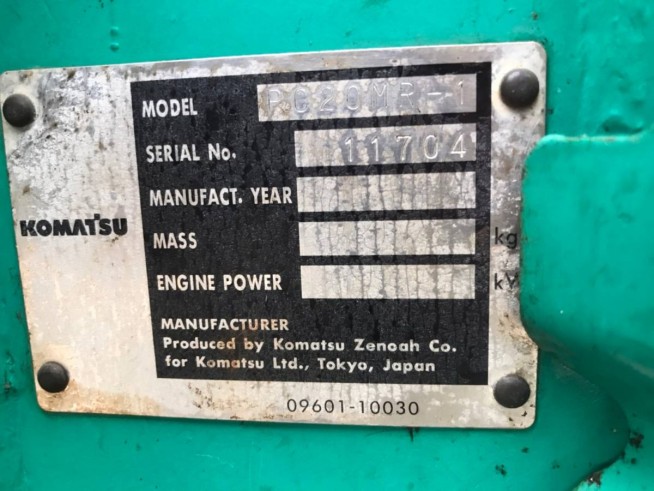 MODEL PC20MR-1
SERIAL No. 11704
MANUFACT. YEAR
KOMATSU
MASS kg
ENGINE POWER kW
MANUFACTURER
Produced by Komatsu Zenoah Co.
for Komatsu Ltd., Tokyo, Japan
09601-10030